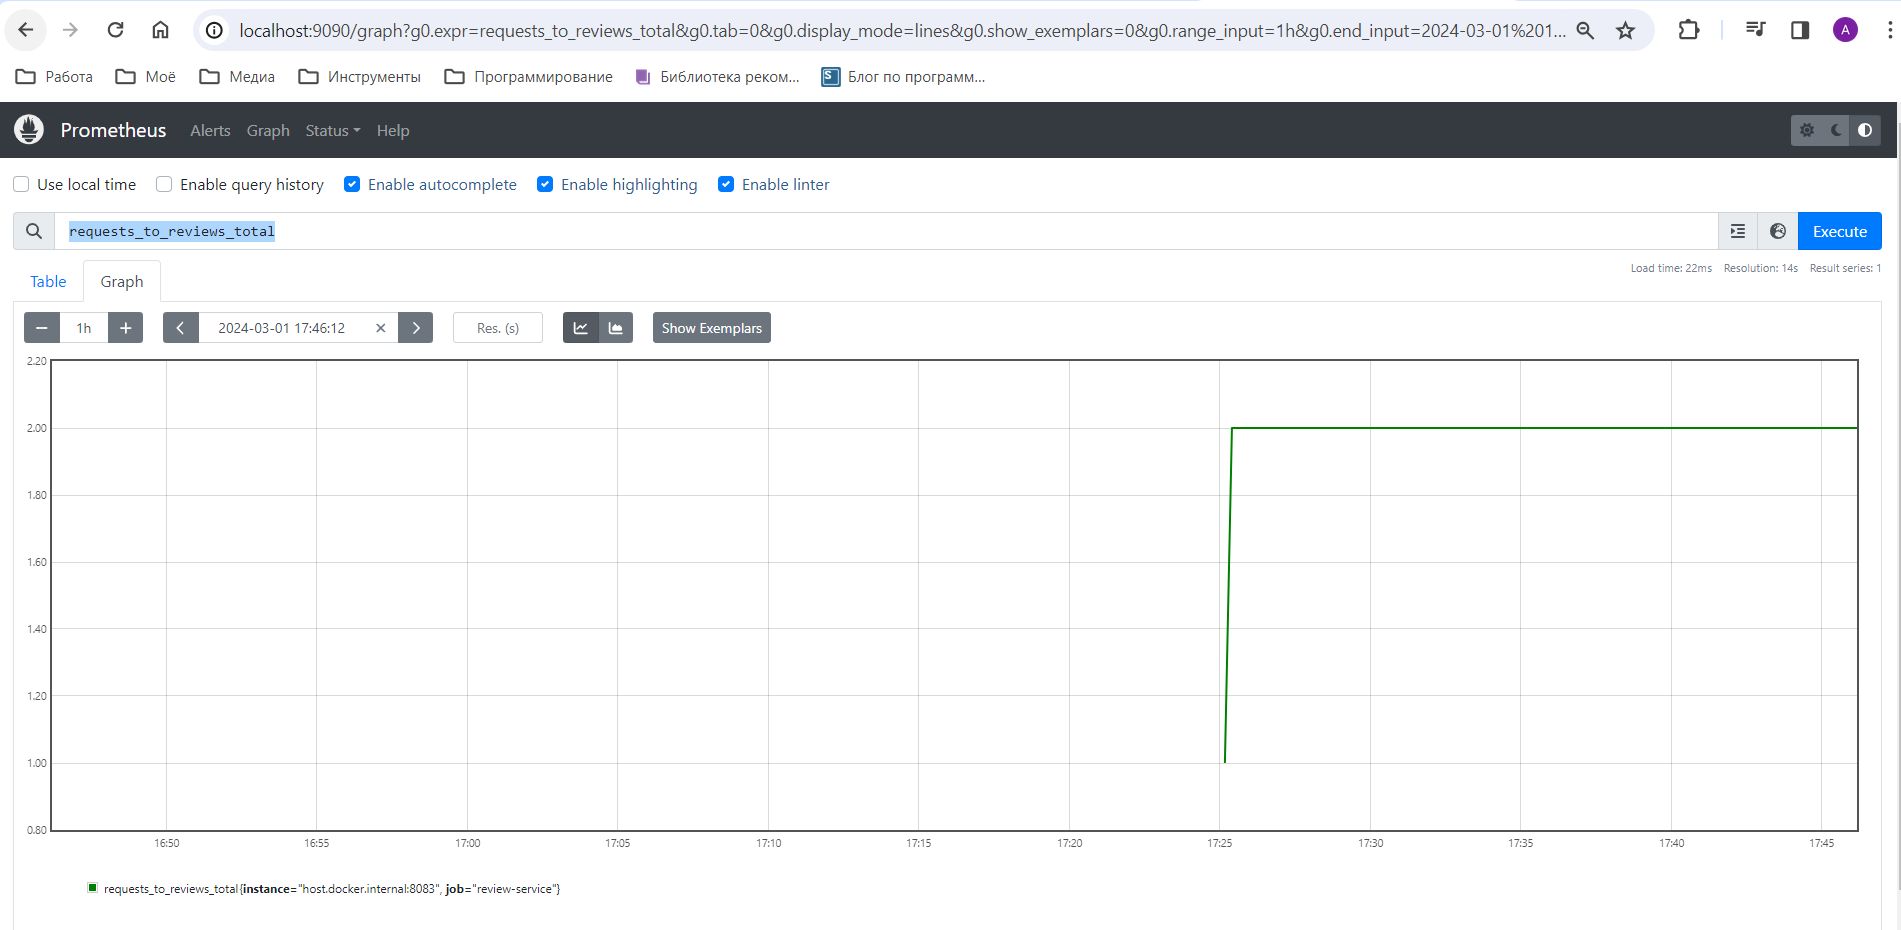 localhost:9090/graph?g0.expr=requests_to_reviews_total&g0.tab=0&g0.display_mode=lines&g0.show_exemplars=0&g0.range_input=1h&g0.end_input=2024-03-01%201... A
Работа Моё Медиа Инструменты Программирование Библиотека реком... S Блог по программ...
Prometheus Alerts Graph Status Help
Use local time Enable query history Enable autocomplete Enable highlighting Enable linter
requests_to_reviews_total Execute
Table Graph Load time: 22ms Resolution: 14s Result series: 1
1h 2024-03-01 17:46:12 Res. (s) Show Exemplars
2.20
2.00
1.80
1.60
1.40
1.20
1.00
0.80
16:50 16:55 17:00 17:05 17:10 17:15 17:20 17:25 17:30 17:35 17:40 17:45
requests_to_reviews_total{instance="host.docker.internal:8083", job="review-service"}